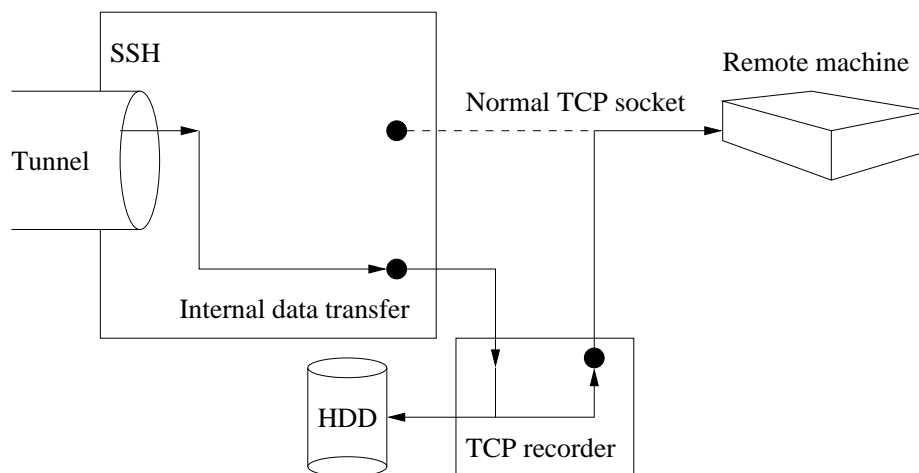 SSH
Remote machine
Normal TCP socket
Tunnel
Internal data transfer
HDD
TCP recorder